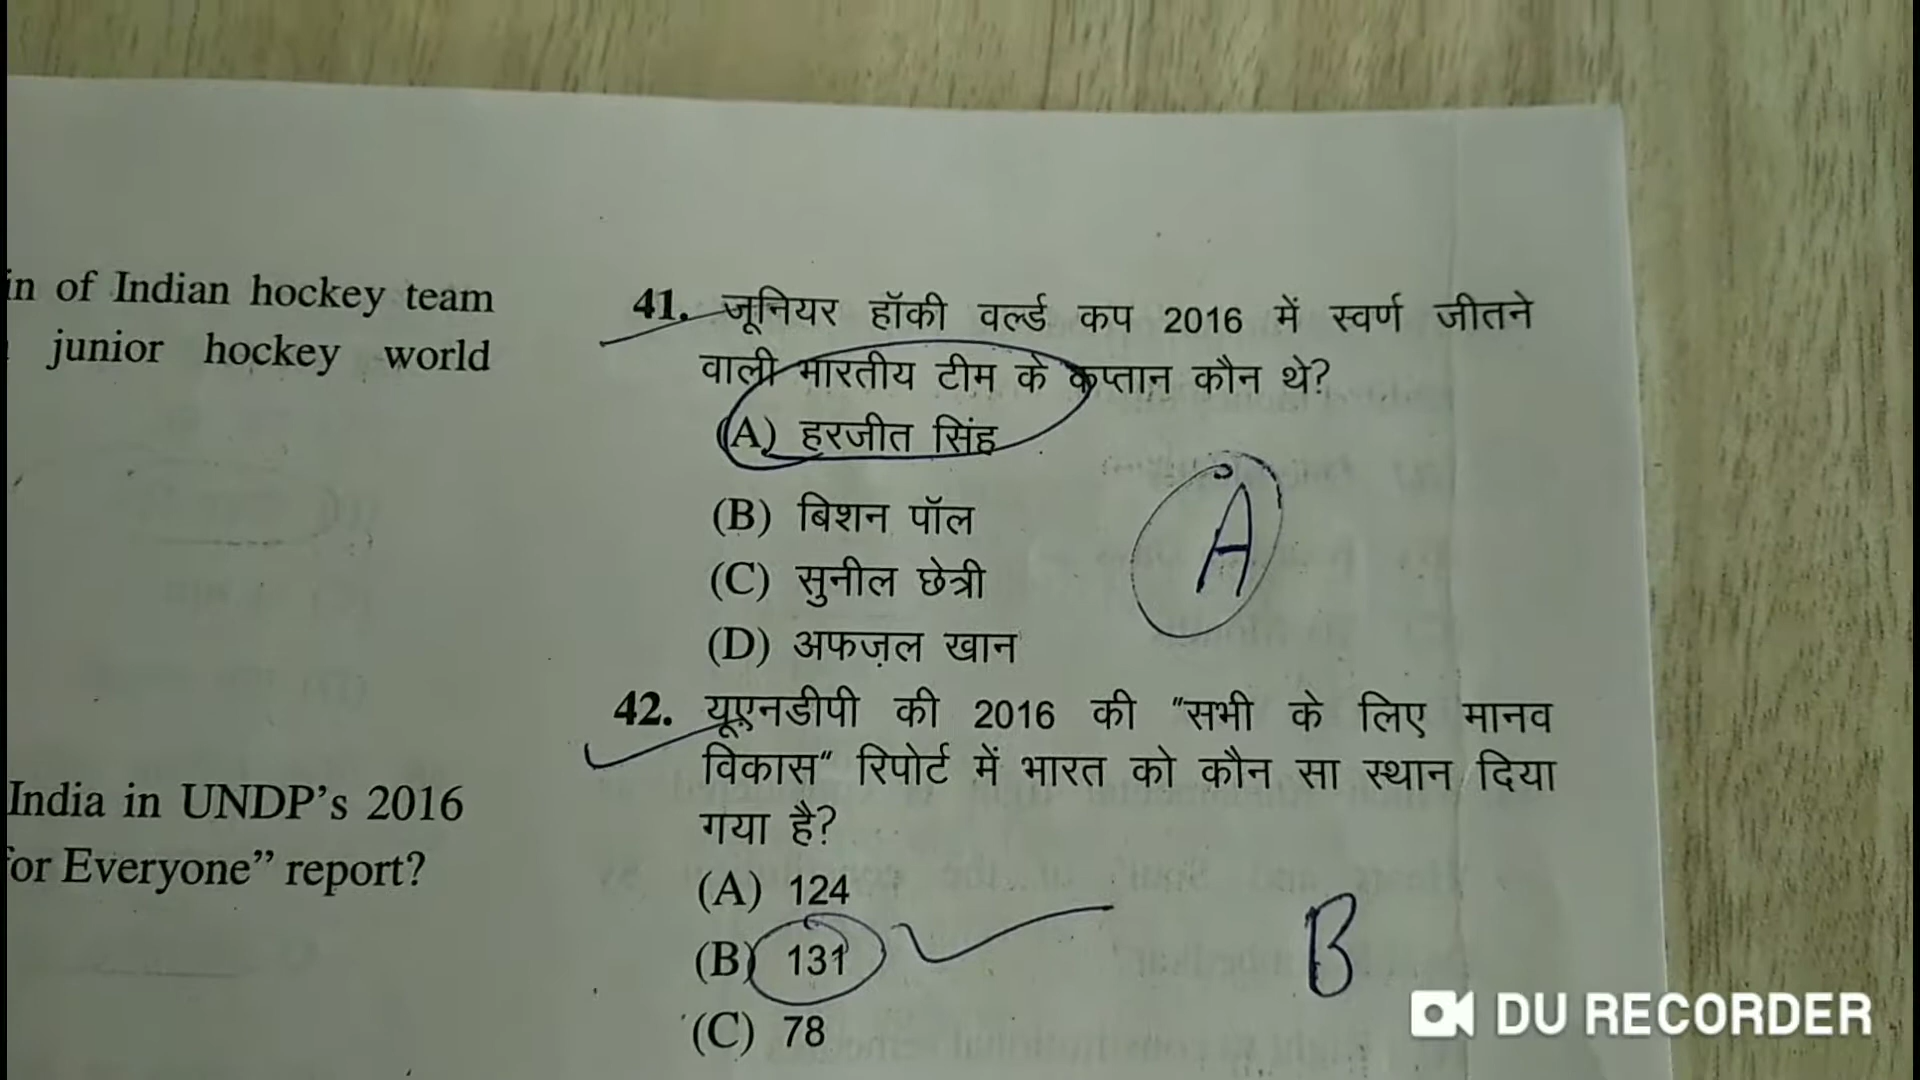 in of Indian hockey team
junior hockey world
India in UNDP's 2016
for Everyone" report?
41. जूनियर हॉकी वर्ल्ड कप 2016 में स्वर्ण जीतने
वाली भारतीय टीम के कप्तान कौन थे?
(A) हरजीत सिंह
(B) बिशन पॉल
(C) सुनील छेत्री
(D) अफज़ल खान
A
42. यूएनडीपी की 2016 की "सभी के लिए मानव
विकास" रिपोर्ट में भारत को कौन सा स्थान दिया
गया है?
(A) 124
(B) 131
B
(C) 78
DU RECORDER